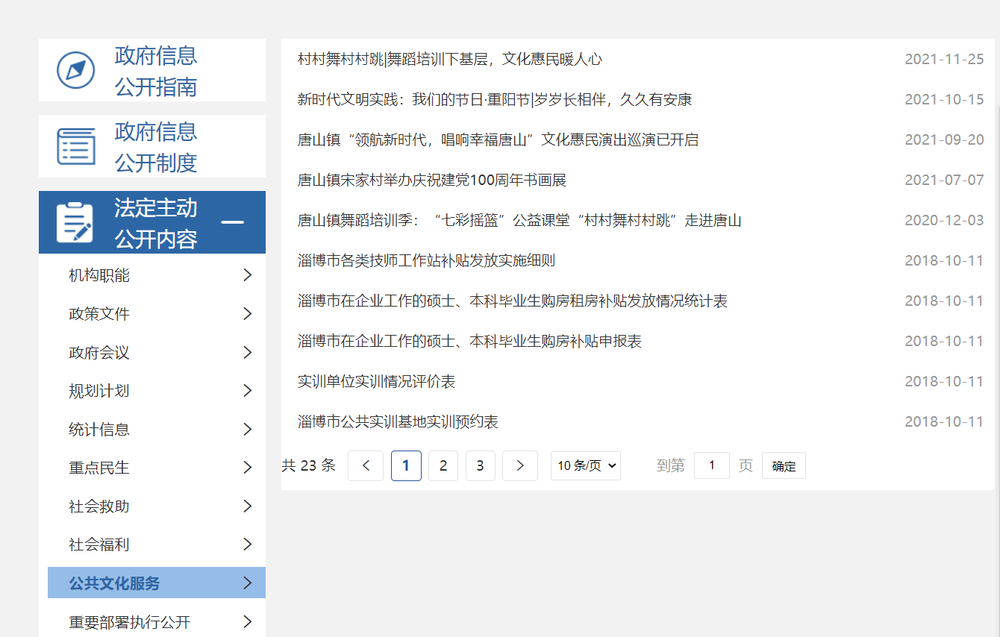 政府信息
公开指南
政府信息
公开制度
法定主动
公开内容
机构职能
政策文件
政府会议
规划计划
统计信息
重点民生
社会救助
社会福利
公共文化服务
重要部署执行公开
村村舞村村跳|舞蹈培训下基层，文化惠民暖人心 2021-11-25
新时代文明实践：我们的节日·重阳节|岁岁长相伴，久久有安康 2021-10-15
唐山镇“领航新时代，唱响幸福唐山”文化惠民演出巡演已开启 2021-09-20
唐山镇宋家村举办庆祝建党100周年书画展 2021-07-07
唐山镇舞蹈培训季：“七彩摇篮”公益课堂“村村舞村村跳”走进唐山 2020-12-03
淄博市各类技师工作站补贴发放实施细则 2018-10-11
淄博市在企业工作的硕士、本科毕业生购房租房补贴发放情况统计表 2018-10-11
淄博市在企业工作的硕士、本科毕业生购房补贴申报表 2018-10-11
实训单位实训情况评价表 2018-10-11
淄博市公共实训基地实训预约表 2018-10-11
共 23 条 < 1 2 3 > 10 条/页 到第 1 页 确定